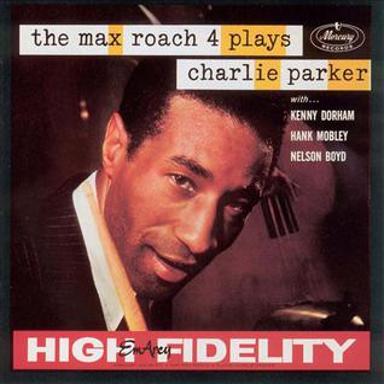 the max roach 4 plays
charlie parker
Mercury
RECORDS
with...
KENNY DORHAM
HANK MOBLEY
NELSON BOYD
HIGH FIDELITY
EmArcy